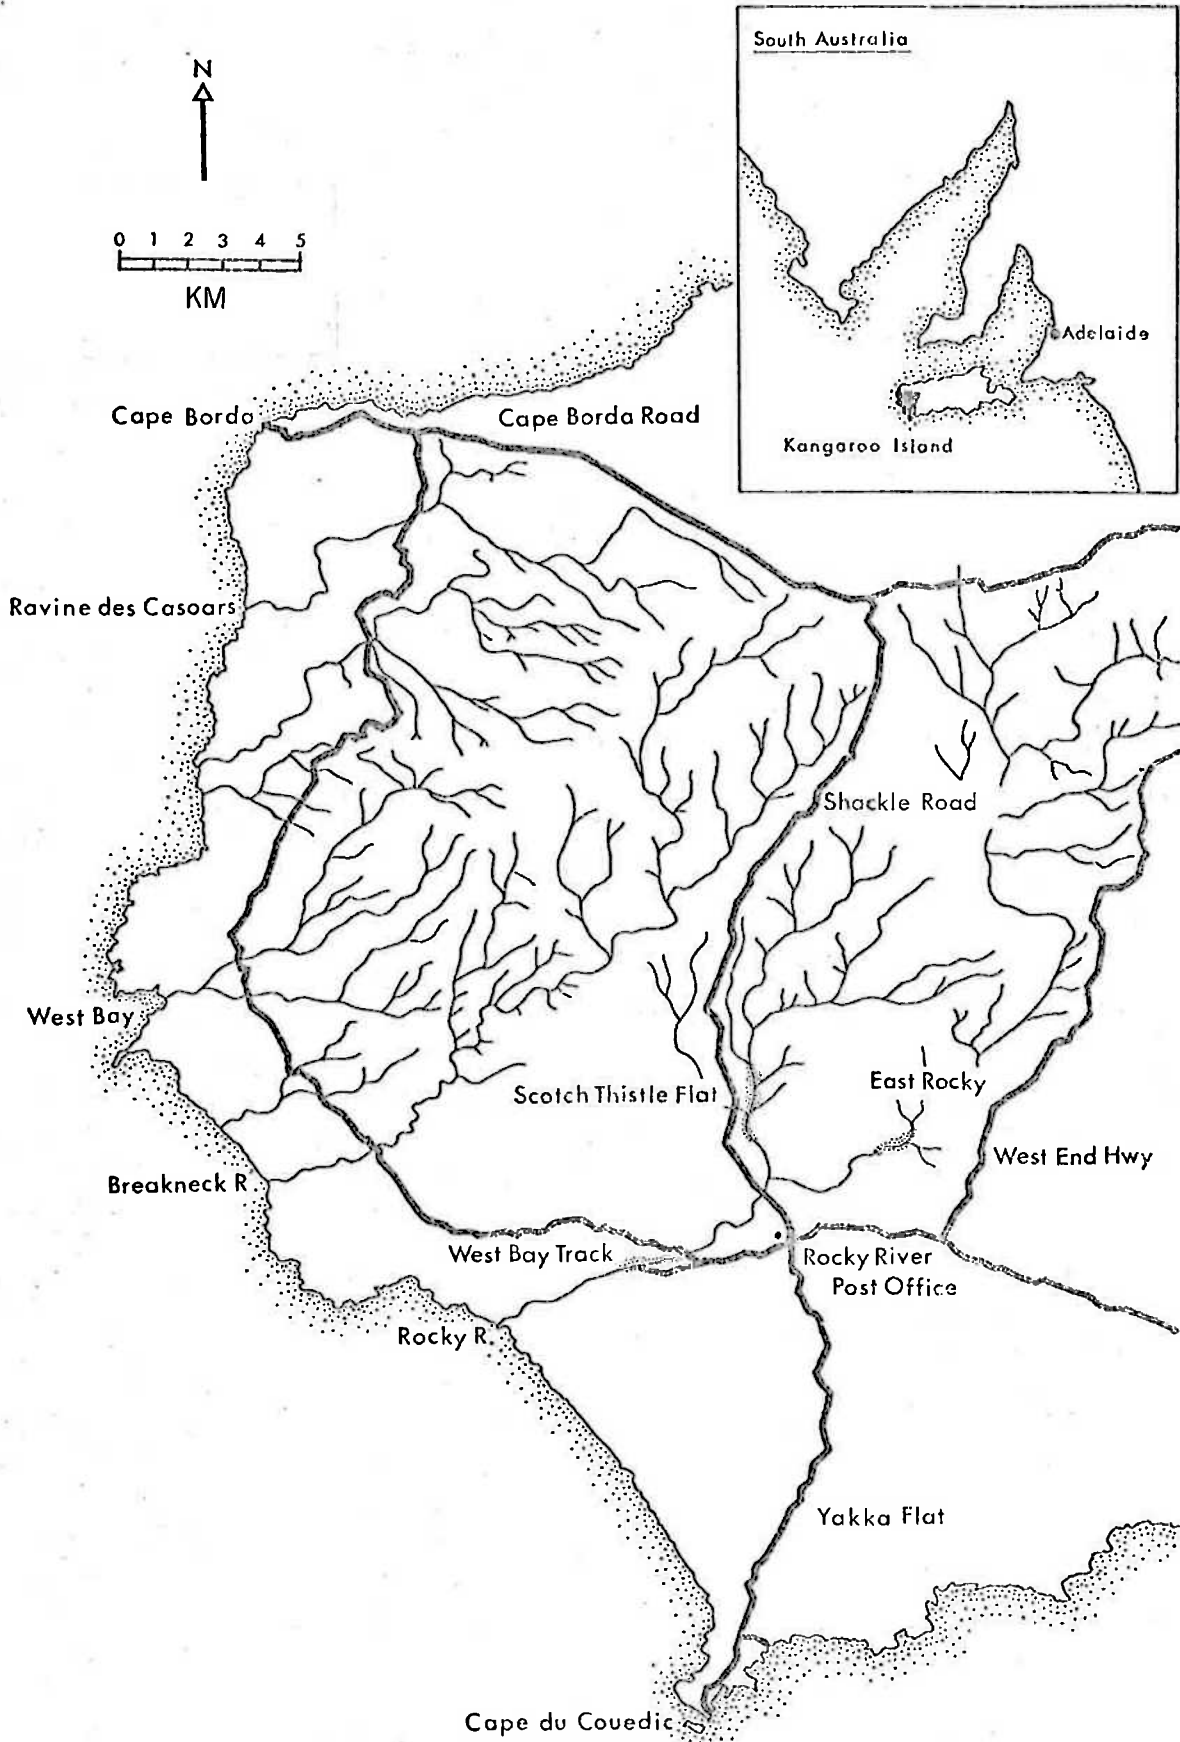 South Australia
N
0 1 2 3 4 5
KM
Adelaide
Kangaroo Island
Cape Borda
Cape Borda Road
Ravine des Casoars
Shackle Road
West Bay
East Rocky
Scotch Thistle Flat
West End Hwy
Breakneck R.
West Bay Track
Rocky River
Post Office
Rocky R.
Yakka Flat
Cape du Couedic